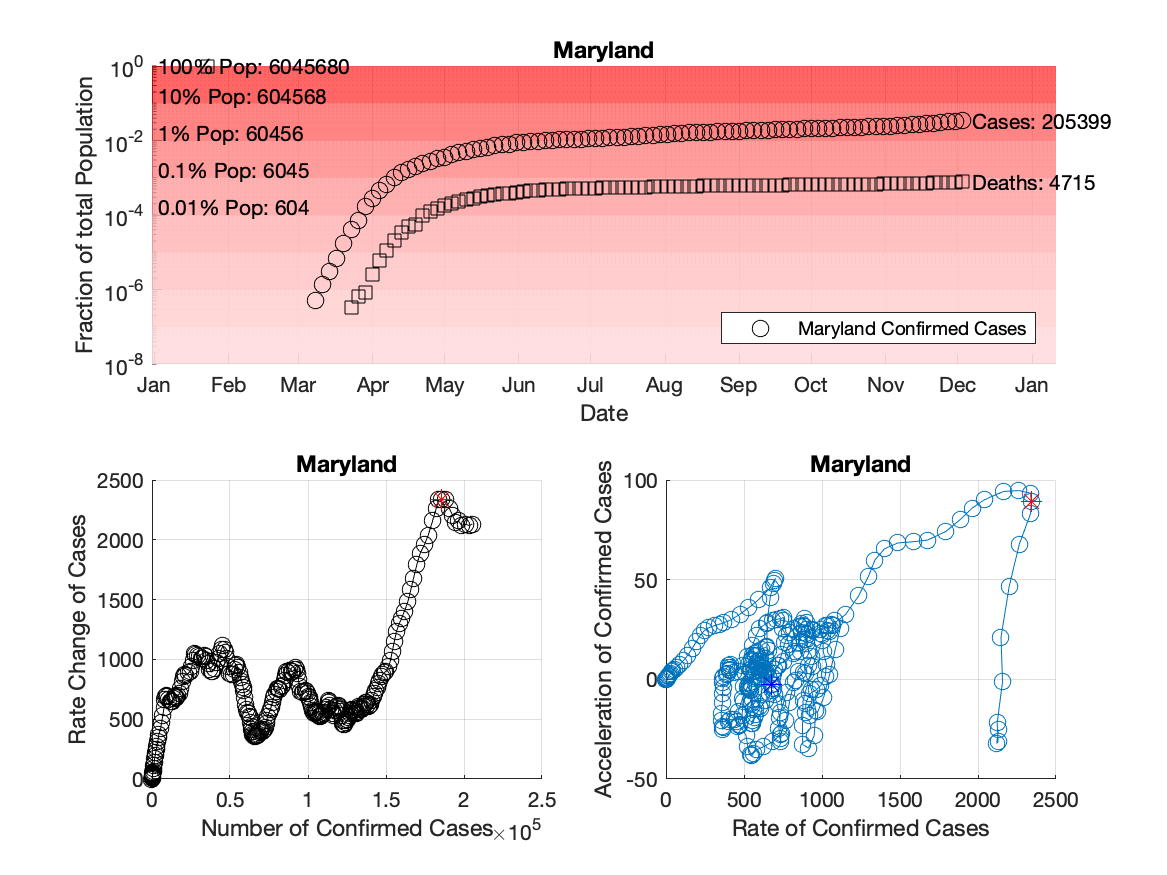 Maryland
Fraction of total Population
10^0
10^-2
10^-4
10^-6
10^-8
100% Pop: 6045680
10% Pop: 604568
1% Pop: 60456
0.1% Pop: 6045
0.01% Pop: 604
Cases: 205399
Deaths: 4715
Maryland Confirmed Cases
Jan Feb Mar Apr May Jun Jul Aug Sep Oct Nov Dec Jan
Date
Maryland
Rate Change of Cases
2500
2000
1500
1000
500
0
0 0.5 1 1.5 2 2.5
Number of Confirmed Cases ×10^5
Maryland
Acceleration of Confirmed Cases
100
50
0
-50
0 500 1000 1500 2000 2500
Rate of Confirmed Cases